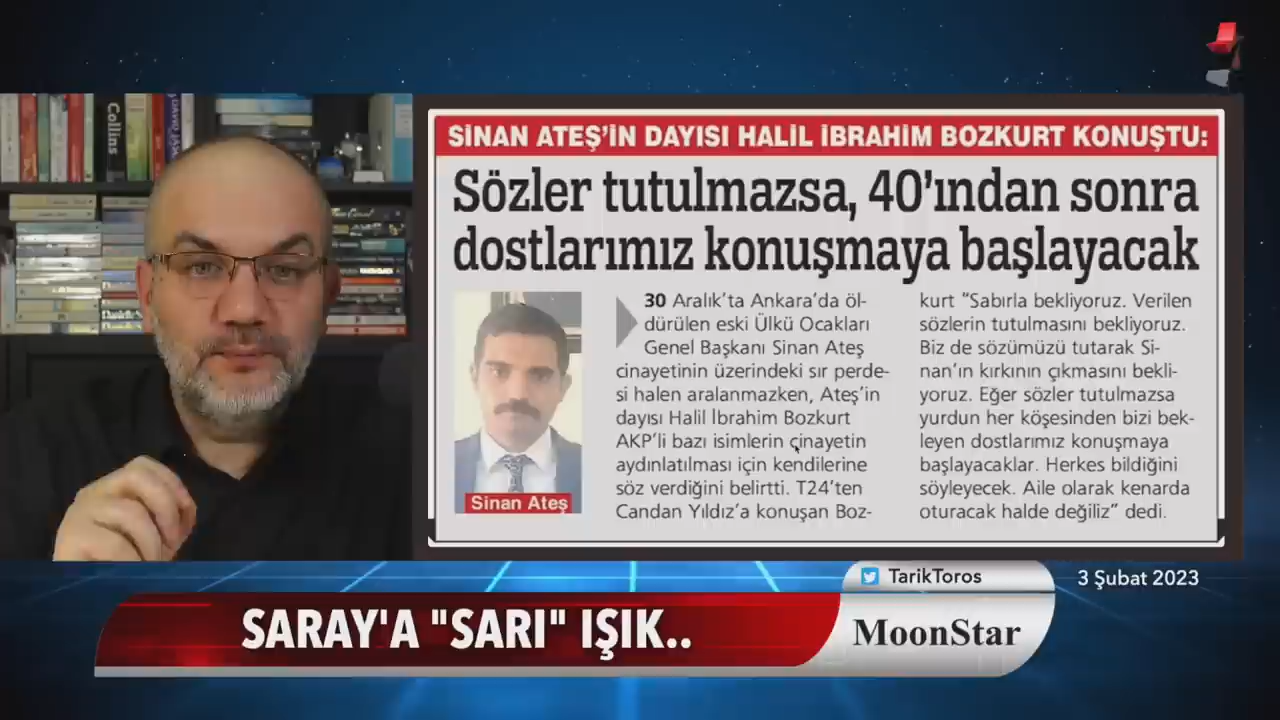 Collins
SİNAN ATEŞ'İN DAYISI HALİL İBRAHİM BOZKURT KONUŞTU:
Sözler tutulmazsa, 40'ından sonra
dostlarımız konuşmaya başlayacak
Sinan Ateş
30 Aralık'ta Ankara'da öl-
dürülen eski Ülkü Ocakları
Genel Başkanı Sinan Ateş
cinayetinin üzerindeki sır perde-
si halen aralanmazken, Ateş'in
dayısı Halil İbrahim Bozkurt
AKP'li bazı isimlerin cinayetin
aydınlatılması için kendilerine
söz verdiğini belirtti. T24'ten
Candan Yıldız'a konuşan Boz-
kurt "Sabırla bekliyoruz. Verilen
sözlerin tutulmasını bekliyoruz.
Biz de sözümüzü tutarak Si-
nan'ın kırkının çıkmasını bekli-
yoruz. Eğer sözler tutulmazsa
yurdun her köşesinden bizi bek-
leyen dostlarımız konuşmaya
başlayacaklar. Herkes bildiğini
söyleyecek. Aile olarak kenarda
oturacak halde değiliz" dedi.
TarikToros
3 Şubat 2023
SARAY'A "SARI" IŞIK..
MoonStar